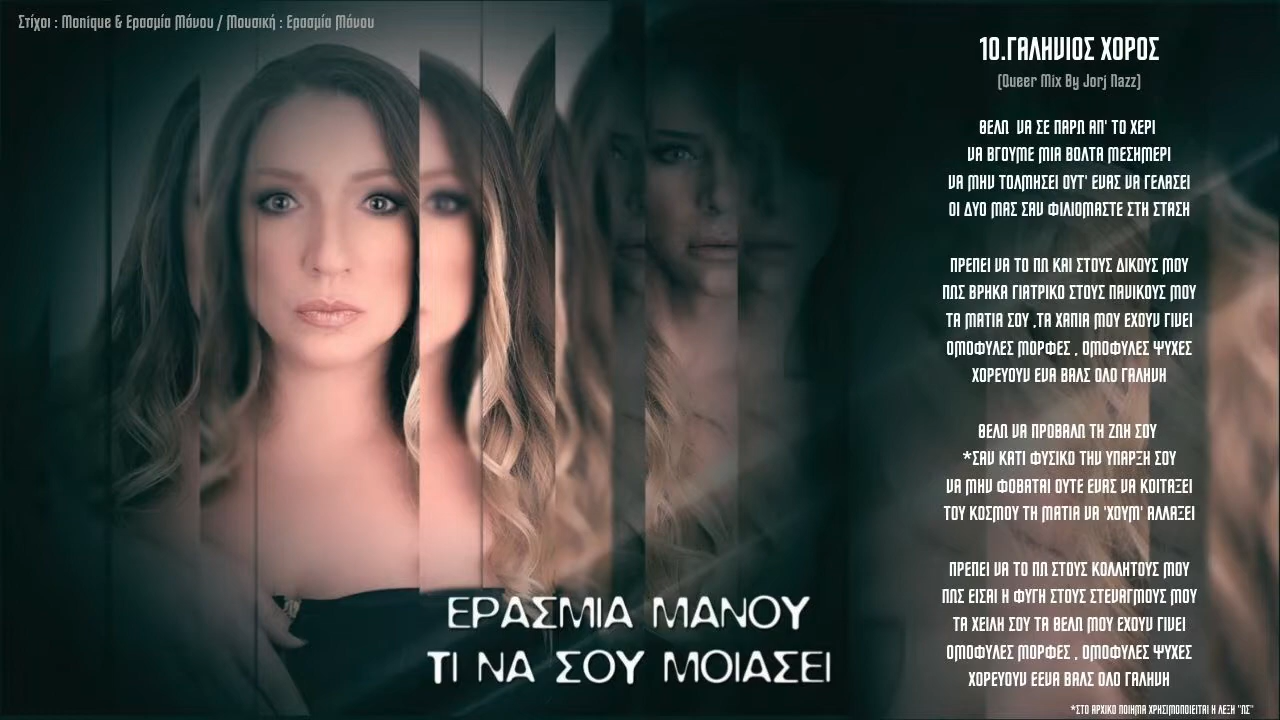 Στίχοι : Monique & Ερασμία Μάνου / Μουσική : Ερασμία Μάνου
10.ΓΑΛΗΝΙΟΣ ΧΟΡΟΣ
(Queer Mix By Jorj Nazz)
ΘΕΛΩ ΝΑ ΣΕ ΠΑΡΩ ΑΠ' ΤΟ ΧΕΡΙ
ΝΑ ΒΓΟΥΜΕ ΜΙΑ ΒΟΛΤΑ ΜΕΣΗΜΕΡΙ
ΝΑ ΜΗΝ ΤΟΛΜΗΣΕΙ ΟΥΤ' ΕΝΑΣ ΝΑ ΓΕΛΑΣΕΙ
ΟΙ ΔΥΟ ΜΑΣ ΣΑΝ ΦΙΛΙΟΜΑΣΤΕ ΣΤΗ ΣΤΑΣΗ
ΠΡΕΠΕΙ ΝΑ ΤΟ ΠΩ ΚΑΙ ΣΤΟΥΣ ΔΙΚΟΥΣ ΜΟΥ
ΠΩΣ ΒΡΗΚΑ ΓΙΑΤΡΙΚΟ ΣΤΟΥΣ ΠΑΝΙΚΟΥΣ ΜΟΥ
ΤΑ ΜΑΤΙΑ ΣΟΥ ,ΤΑ ΧΑΠΙΑ ΜΟΥ ΕΧΟΥΝ ΓΙΝΕΙ
ΟΜΟΦΥΛΕΣ ΜΟΡΦΕΣ , ΟΜΟΦΥΛΕΣ ΨΥΧΕΣ
ΧΟΡΕΥΟΥΝ ΕΝΑ ΒΑΛΣ ΟΛΟ ΓΑΛΗΝΗ
ΘΕΛΩ ΝΑ ΠΡΟΒΑΛΩ ΤΗ ΖΩΗ ΣΟΥ
*ΣΑΝ ΚΑΤΙ ΦΥΣΙΚΟ ΤΗΝ ΥΠΑΡΞΗ ΣΟΥ
ΝΑ ΜΗΝ ΦΟΒΑΤΑΙ ΟΥΤΕ ΕΝΑΣ ΝΑ ΚΟΙΤΑΞΕΙ
ΤΟΥ ΚΟΣΜΟΥ ΤΗ ΜΑΤΙΑ ΝΑ 'ΧΟΥΜ' ΑΛΛΑΞΕΙ
ΠΡΕΠΕΙ ΝΑ ΤΟ ΠΩ ΣΤΟΥΣ ΚΟΛΛΗΤΟΥΣ ΜΟΥ
ΠΩΣ ΕΙΣΑΙ Η ΦΥΓΗ ΣΤΟΥΣ ΣΤΕΝΑΓΜΟΥΣ ΜΟΥ
ΤΑ ΧΕΙΛΗ ΣΟΥ ΤΑ ΘΕΛΩ ΜΟΥ ΕΧΟΥΝ ΓΙΝΕΙ
ΟΜΟΦΥΛΕΣ ΜΟΡΦΕΣ , ΟΜΟΦΥΛΕΣ ΨΥΧΕΣ
ΧΟΡΕΥΟΥΝ ΕΕΝΑ ΒΑΛΣ ΟΛΟ ΓΑΛΗΝΗ
*ΣΤΟ ΑΡΧΙΚΟ ΠΟΙΗΜΑ ΧΡΗΣΙΜΟΠΟΙΕΙΤΑΙ Η ΛΕΞΗ "ΩΣ"
ΕΡΑΣΜΙΑ ΜΑΝΟΥ
ΤΙ ΝΑ ΣΟΥ ΜΟΙΑΣΕΙ